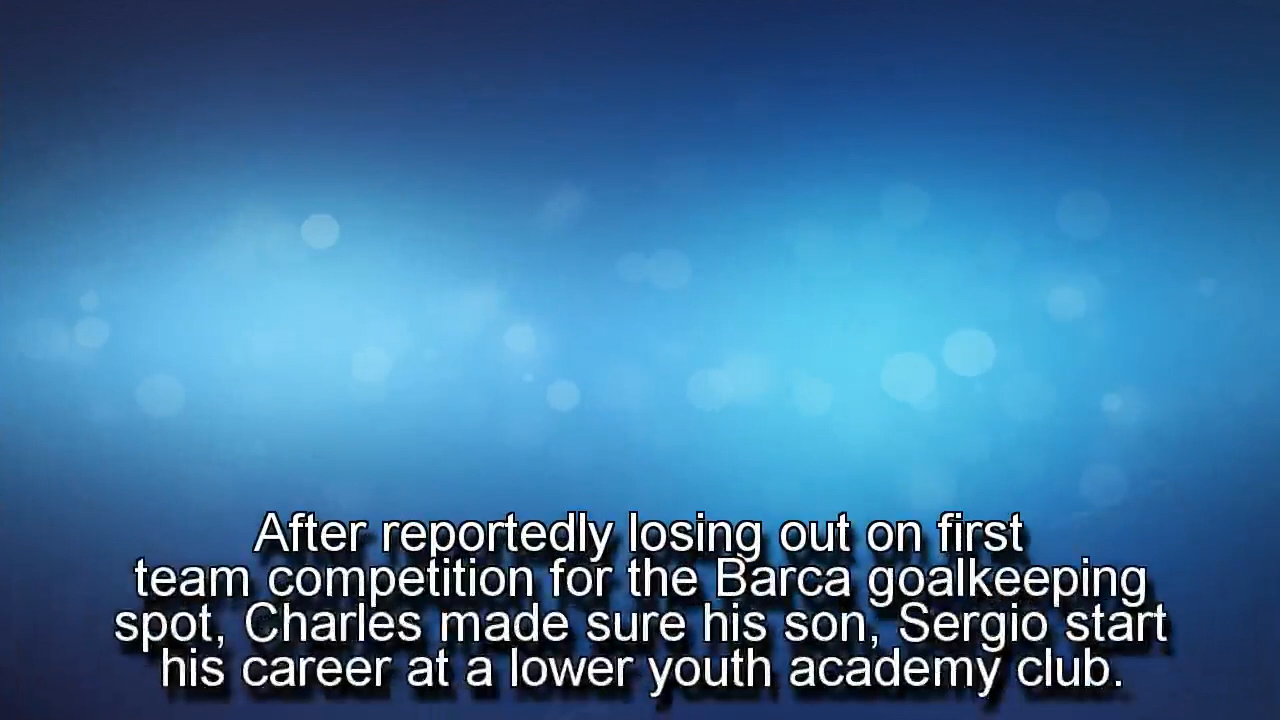 After reportedly losing out on first
team competition for the Barca goalkeeping
spot, Charles made sure his son, Sergio start
his career at a lower youth academy club.